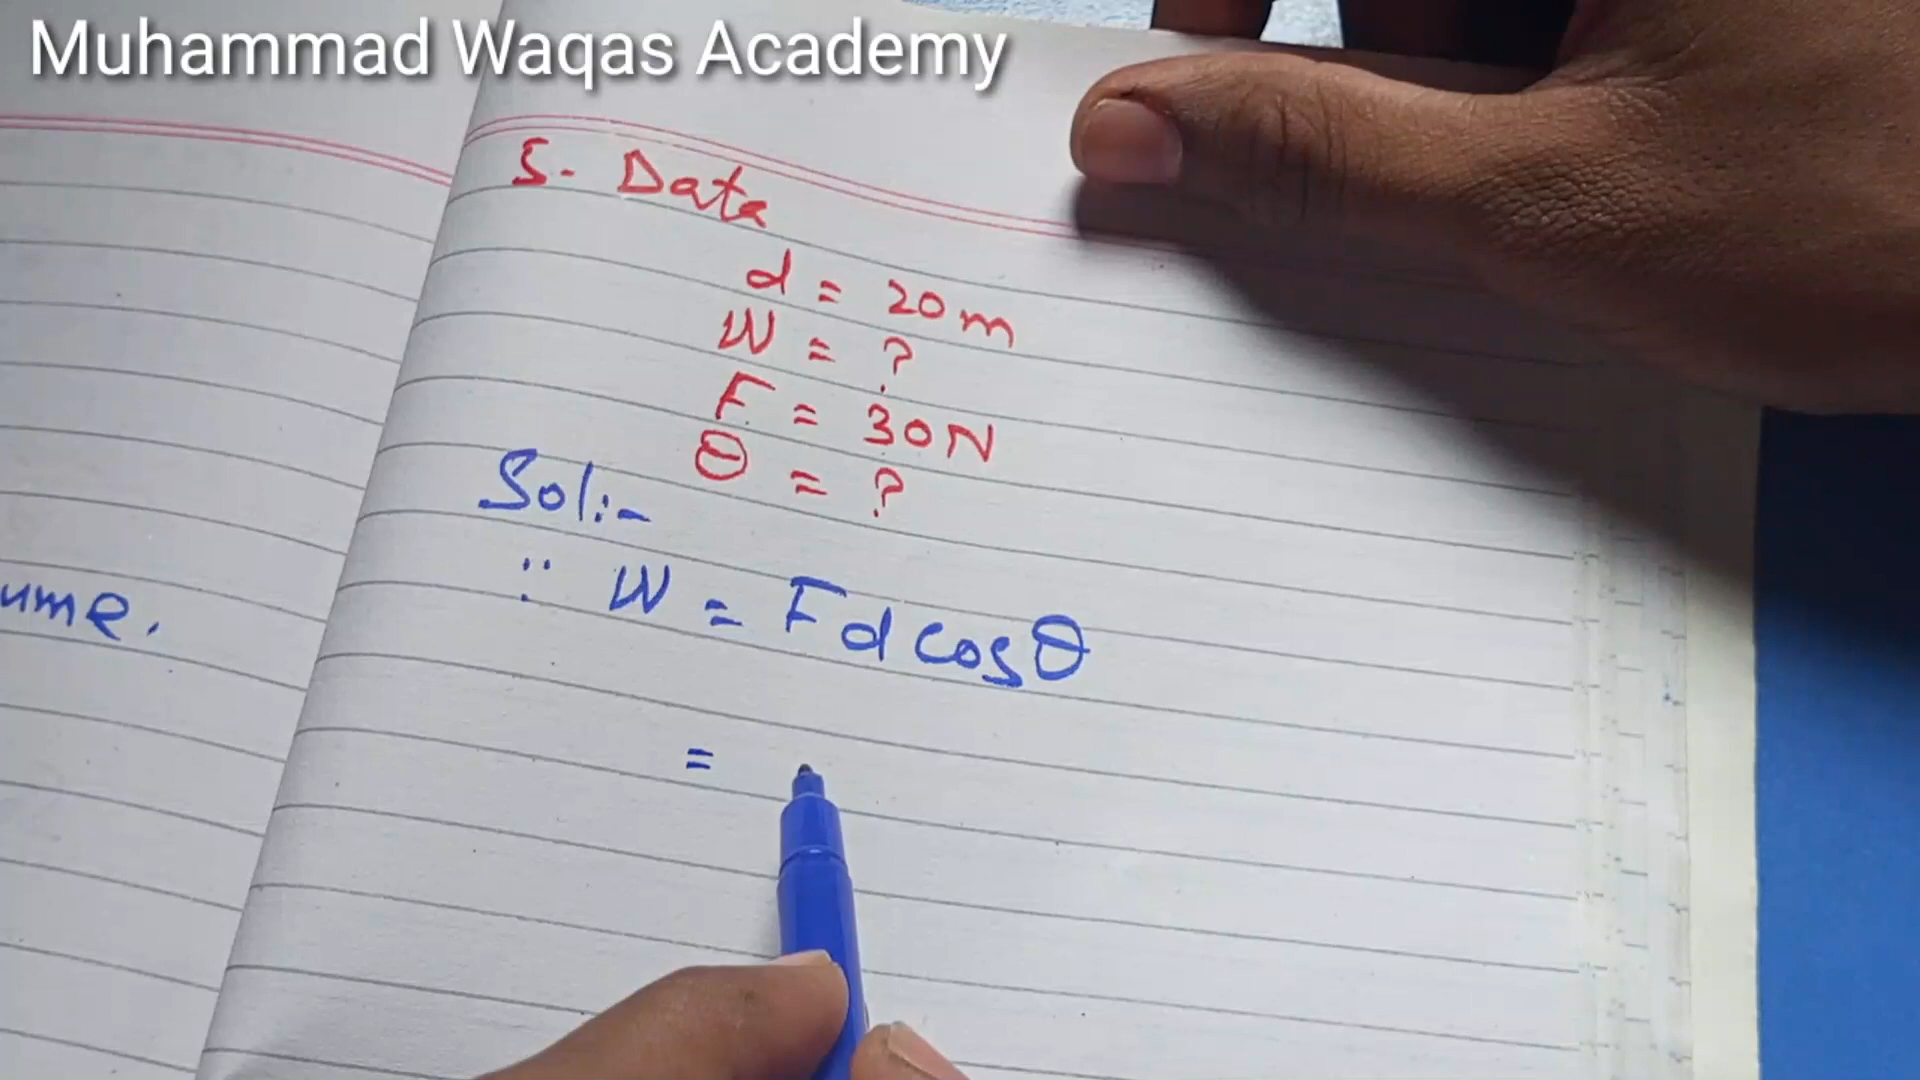 Muhammad Waqas Academy
5. Data
d = 20m
W = ?
F = 30N
θ = ?
Sol:-
∵ W = Fd cosθ
=
ume.